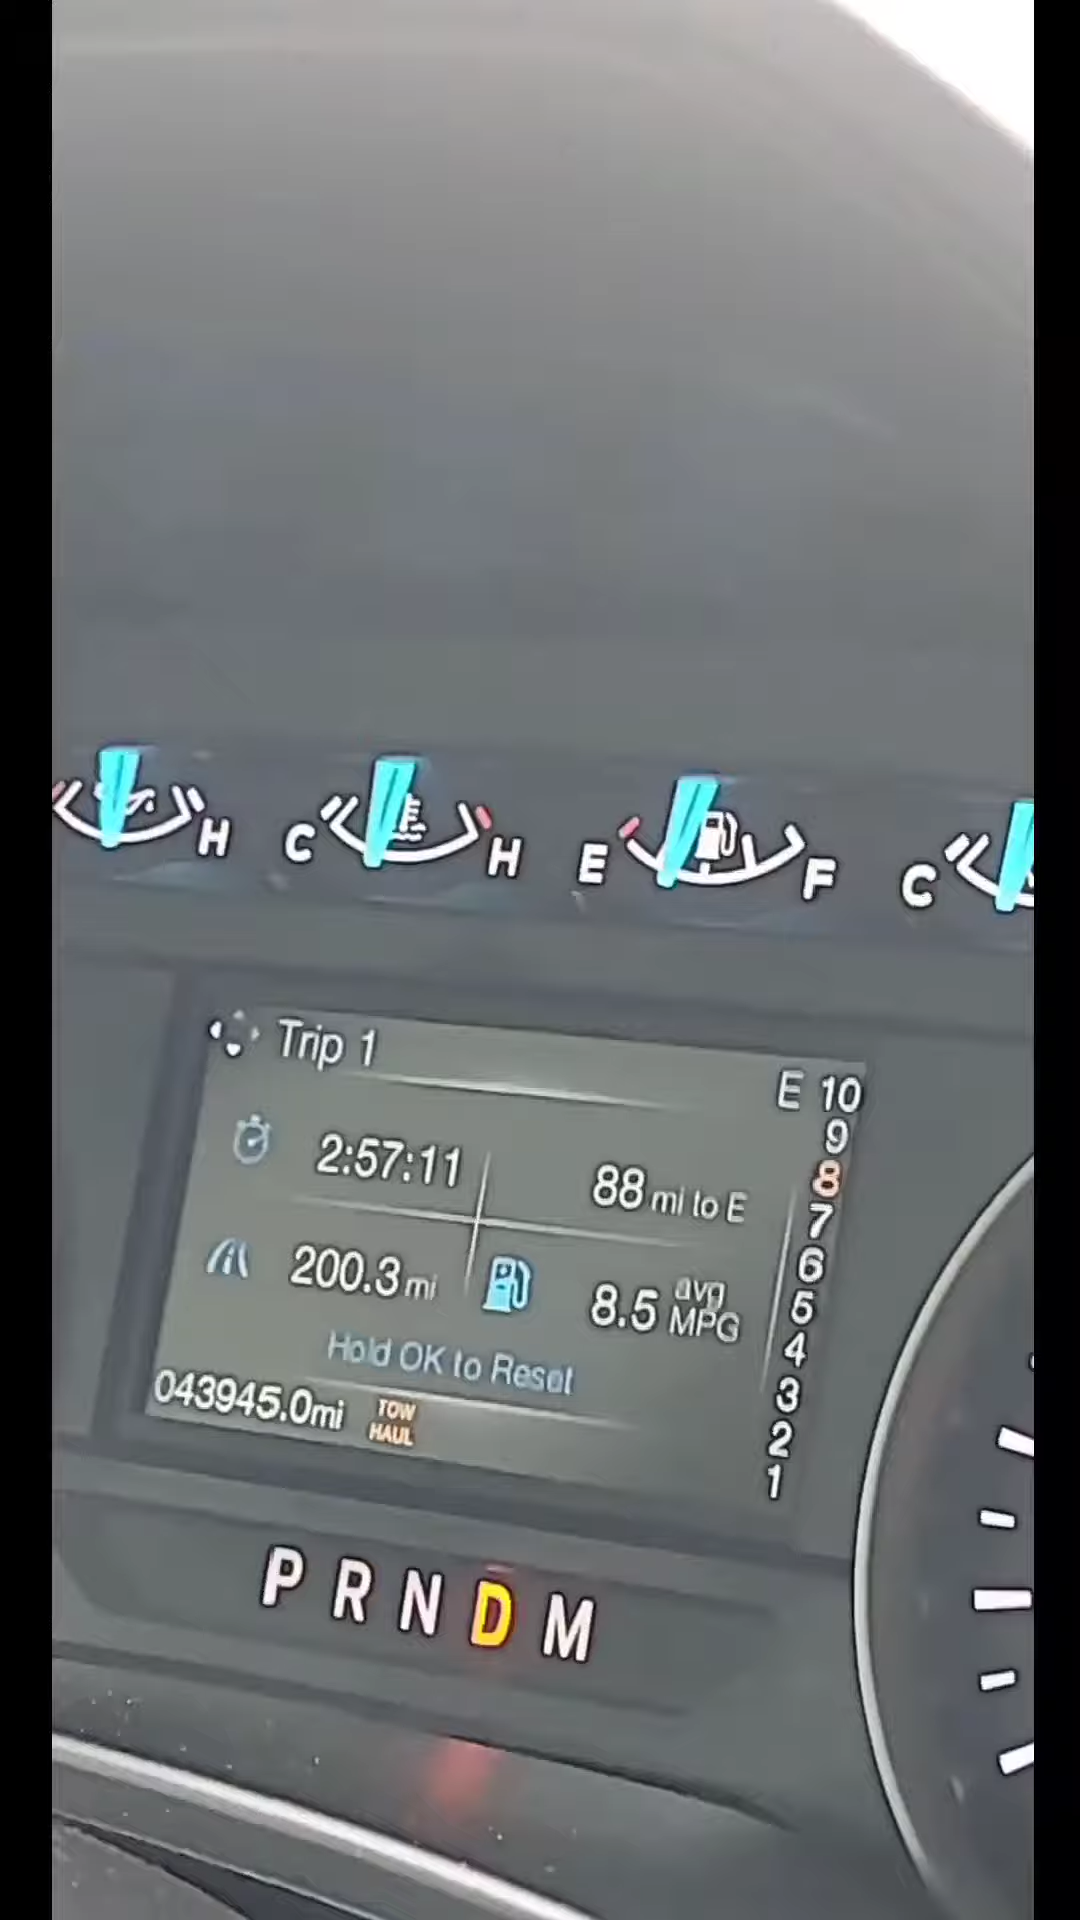 H C H E F C
Trip 1
E 10
9
8
7
6
5
4
3
2
1
2:57:11
88 mi to E
200.3 mi
8.5 avg MPG
Hold OK to Reset
043945.0mi
TOW
HAUL
P R N D M